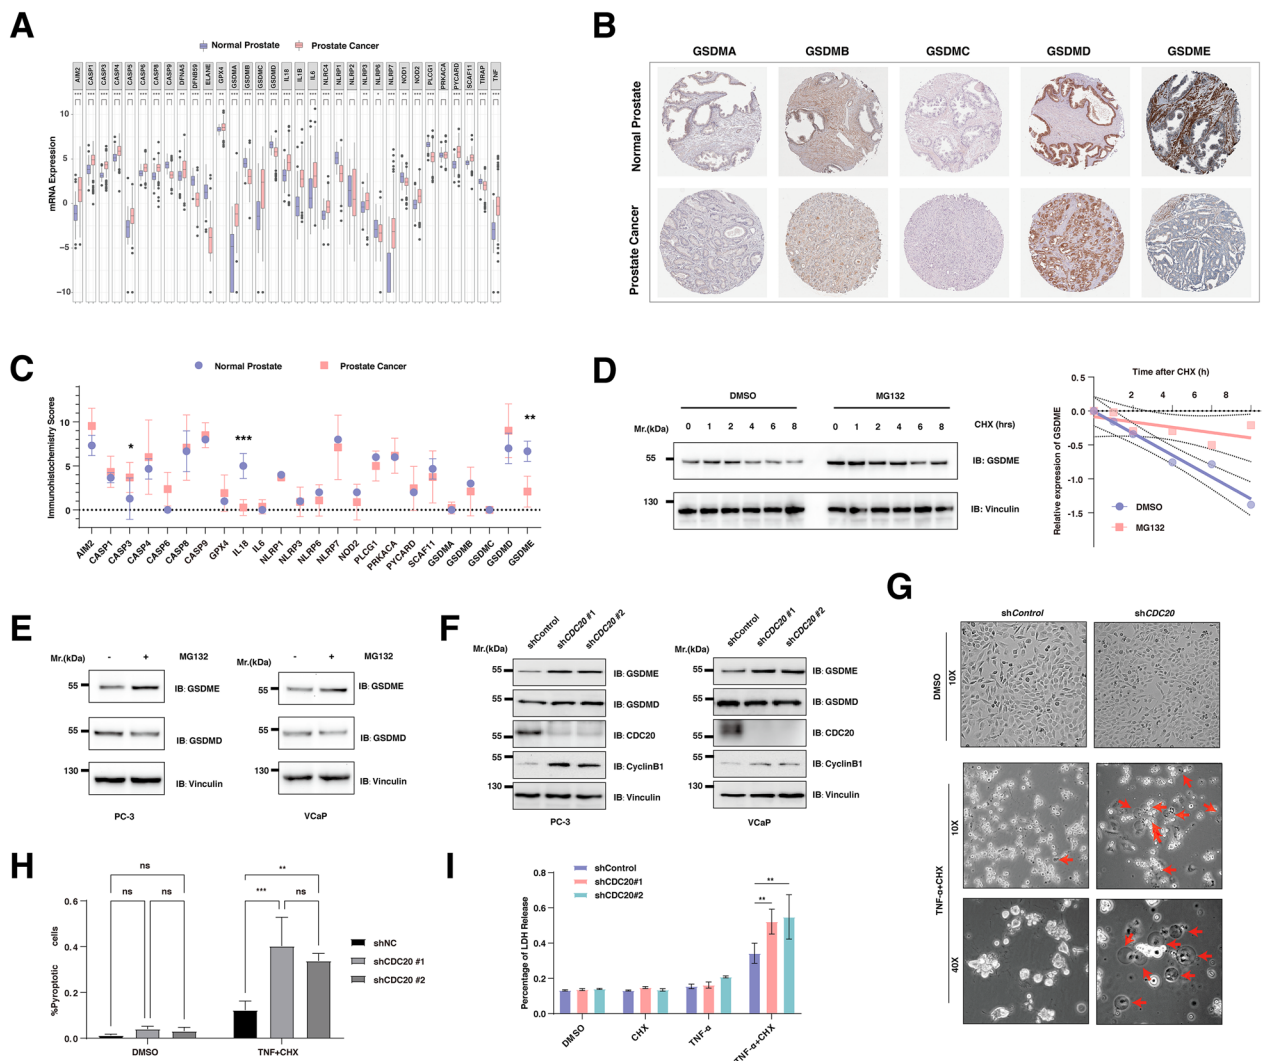 A
Normal Prostate
Prostate Cancer
AIM2
CASP1
CASP3
CASP4
CASP5
CASP6
CASP8
CASP9
DFNA5
DFNB59
ELANE
GPX4
GSDMA
GSDMB
GSDMC
GSDMD
IL18
IL1B
IL6
NLRC4
NLRP1
NLRP2
NLRP3
NLRP6
NLRP7
NOD1
NOD2
PLCG1
PRKACA
PYCARD
SCAF11
TIRAP
TNF
mRNA Expression
10
5
0
−5
−10
B
GSDMA GSDMB GSDMC GSDMD GSDME
Normal Prostate
Prostate Cancer
C
Normal Prostate
Prostate Cancer
Immunohistochemistry Scores
10
5
0
*
***
**
AIM2
CASP1
CASP3
CASP4
CASP6
CASP8
CASP9
GPX4
IL18
IL6
NLRP1
NLRP3
NLRP6
NLRP7
NOD2
PLCG1
PRKACA
PYCARD
SCAF11
GSDMA
GSDMB
GSDMC
GSDMD
GSDME
D
DMSO MG132
Mr.(kDa) 0 1 2 4 6 8 0 1 2 4 6 8 CHX (hrs)
55 IB: GSDME
130 IB: Vinculin
Time after CHX (h)
2 4 6 8
0.5
0.0
-0.5
-1.0
-1.5
Relative expression of GSDME
DMSO
MG132
E
Mr.(kDa) - + MG132
55 IB: GSDME
55 IB: GSDMD
130 IB: Vinculin
PC-3
Mr.(kDa) - + MG132
55 IB: GSDME
55 IB: GSDMD
130 IB: Vinculin
VCaP
F
Mr.(kDa) shControl shCDC20 #1 shCDC20 #2
55 IB: GSDME
55 IB: GSDMD
55 IB: CDC20
55 IB: CyclinB1
130 IB: Vinculin
PC-3
Mr.(kDa) shControl shCDC20 #1 shCDC20 #2
55 IB: GSDME
55 IB: GSDMD
55 IB: CDC20
55 IB: CyclinB1
130 IB: Vinculin
VCaP
G
shControl shCDC20
DMSO
10X
TNF-α+CHX
10X
40X
H
ns
ns ns
**
*** ns
%Pyroptotic cells
0.6
0.4
0.2
0.0
DMSO TNF+CHX
shNC
shCDC20 #1
shCDC20 #2
I
shControl
shCDC20#1
shCDC20#2
**
**
Percentage of LDH Release
0.8
0.6
0.4
0.2
0.0
DMSO
CHX
TNF-α
TNF-α+CHX